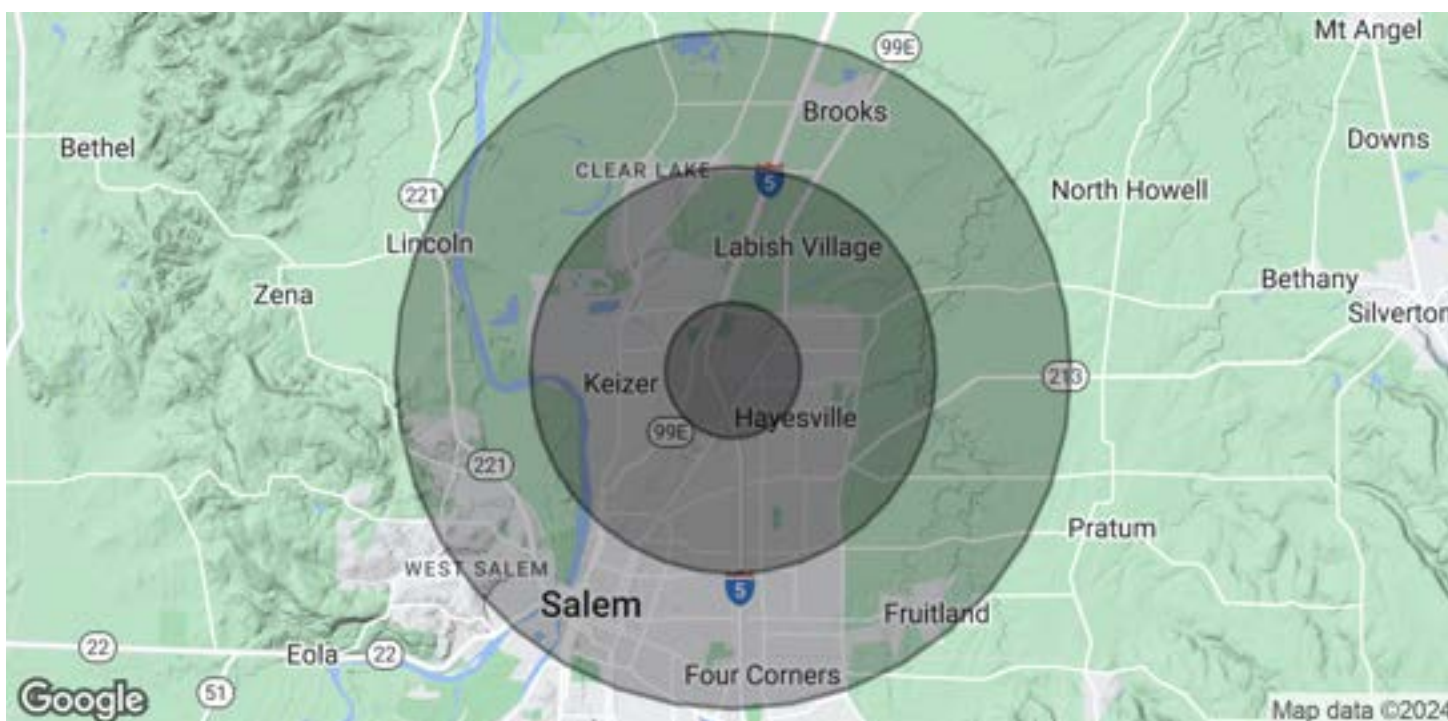 Mt Angel
99E
Brooks
Bethel
Downs
CLEAR LAKE
5
221
North Howell
Lincoln
Labish Village
Zena
Bethany
Silverton
Keizer
213
Hayesville
99E
221
Pratum
WEST SALEM
5
Salem
Fruitland
22
Eola
22
Four Corners
51
Google
Map data ©2024